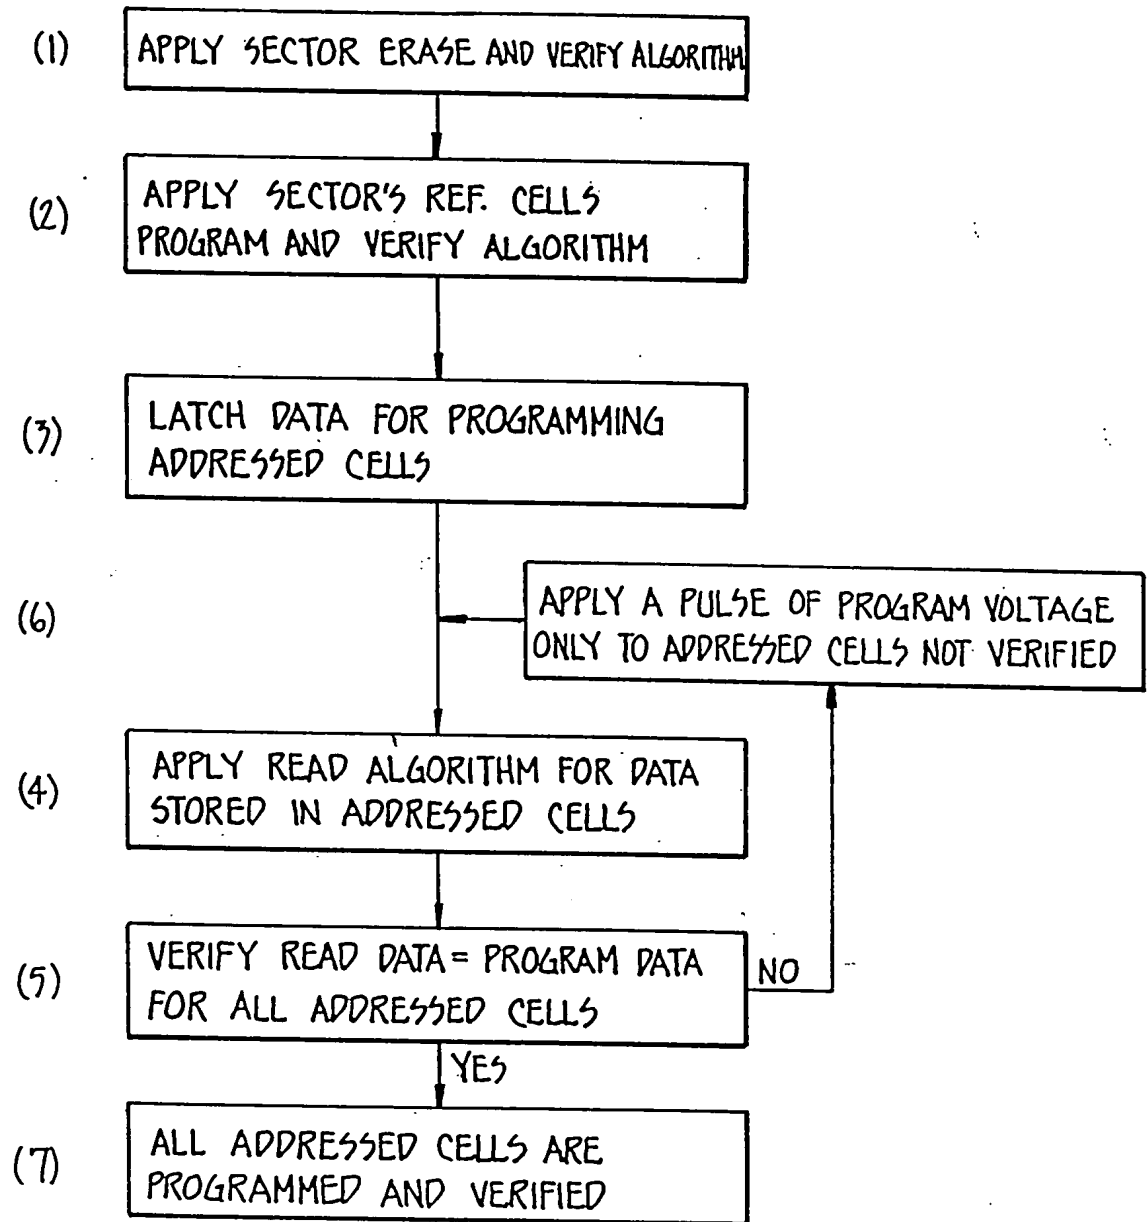 (1)
APPLY SECTOR ERASE AND VERIFY ALGORITHM
(2)
APPLY SECTOR'S REF. CELLS
PROGRAM AND VERIFY ALGORITHM
(3)
LATCH DATA FOR PROGRAMMING
ADDRESSED CELLS
(6)
APPLY A PULSE OF PROGRAM VOLTAGE
ONLY TO ADDRESSED CELLS NOT VERIFIED
(4)
APPLY READ ALGORITHM FOR DATA
STORED IN ADDRESSED CELLS
(5)
VERIFY READ DATA = PROGRAM DATA
FOR ALL ADDRESSED CELLS
NO
YES
(7)
ALL ADDRESSED CELLS ARE
PROGRAMMED AND VERIFIED